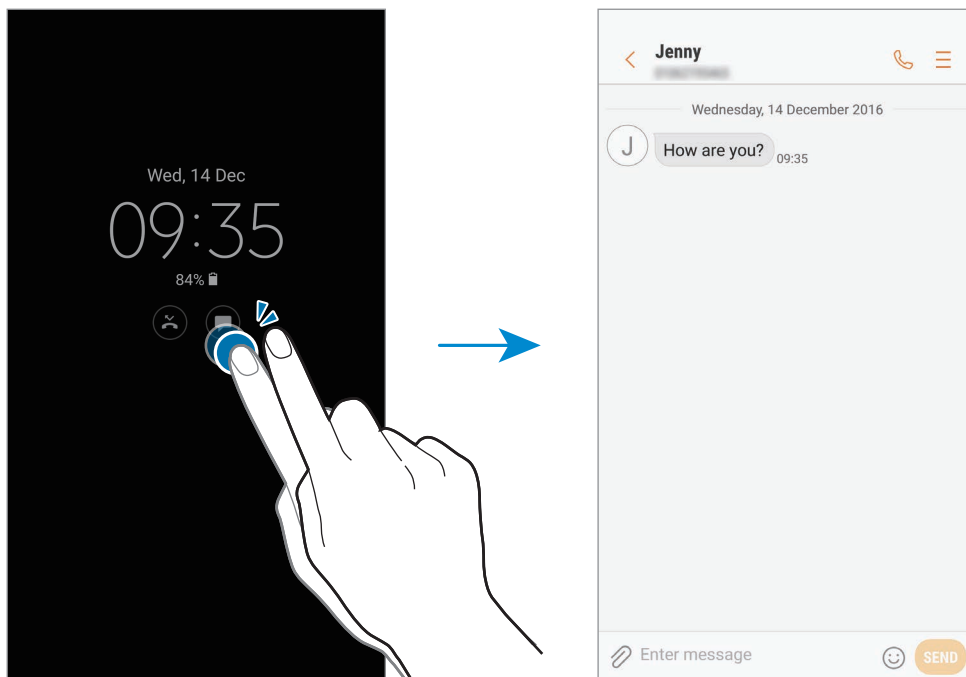 Wed, 14 Dec
09:35
84%
Jenny
Wednesday, 14 December 2016
J
How are you?
09:35
Enter message
SEND